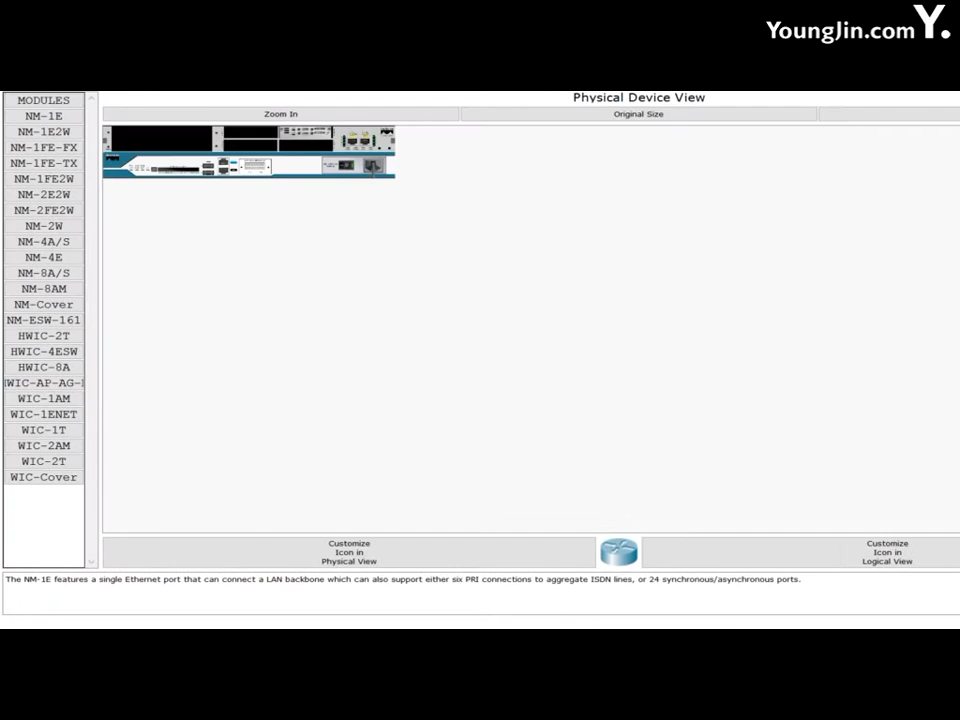 YoungJin.com Y.
Physical Device View
MODULES
Zoom In
Original Size
NM-1E
NM-1E2W
NM-1FE-FX
NM-1FE-TX
NM-1FE2W
NM-2E2W
NM-2FE2W
NM-2W
NM-4A/S
NM-4E
NM-8A/S
NM-8AM
NM-Cover
NM-ESW-161
HWIC-2T
HWIC-4ESW
HWIC-8A
WIC-AP-AG-
WIC-1AM
WIC-1ENET
WIC-1T
WIC-2AM
WIC-2T
WIC-Cover
Customize
Icon in
Physical View
Customize
Icon in
Logical View
The NM-1E features a single Ethernet port that can connect a LAN backbone which can also support either six PRI connections to aggregate ISDN lines, or 24 synchronous/asynchronous ports.